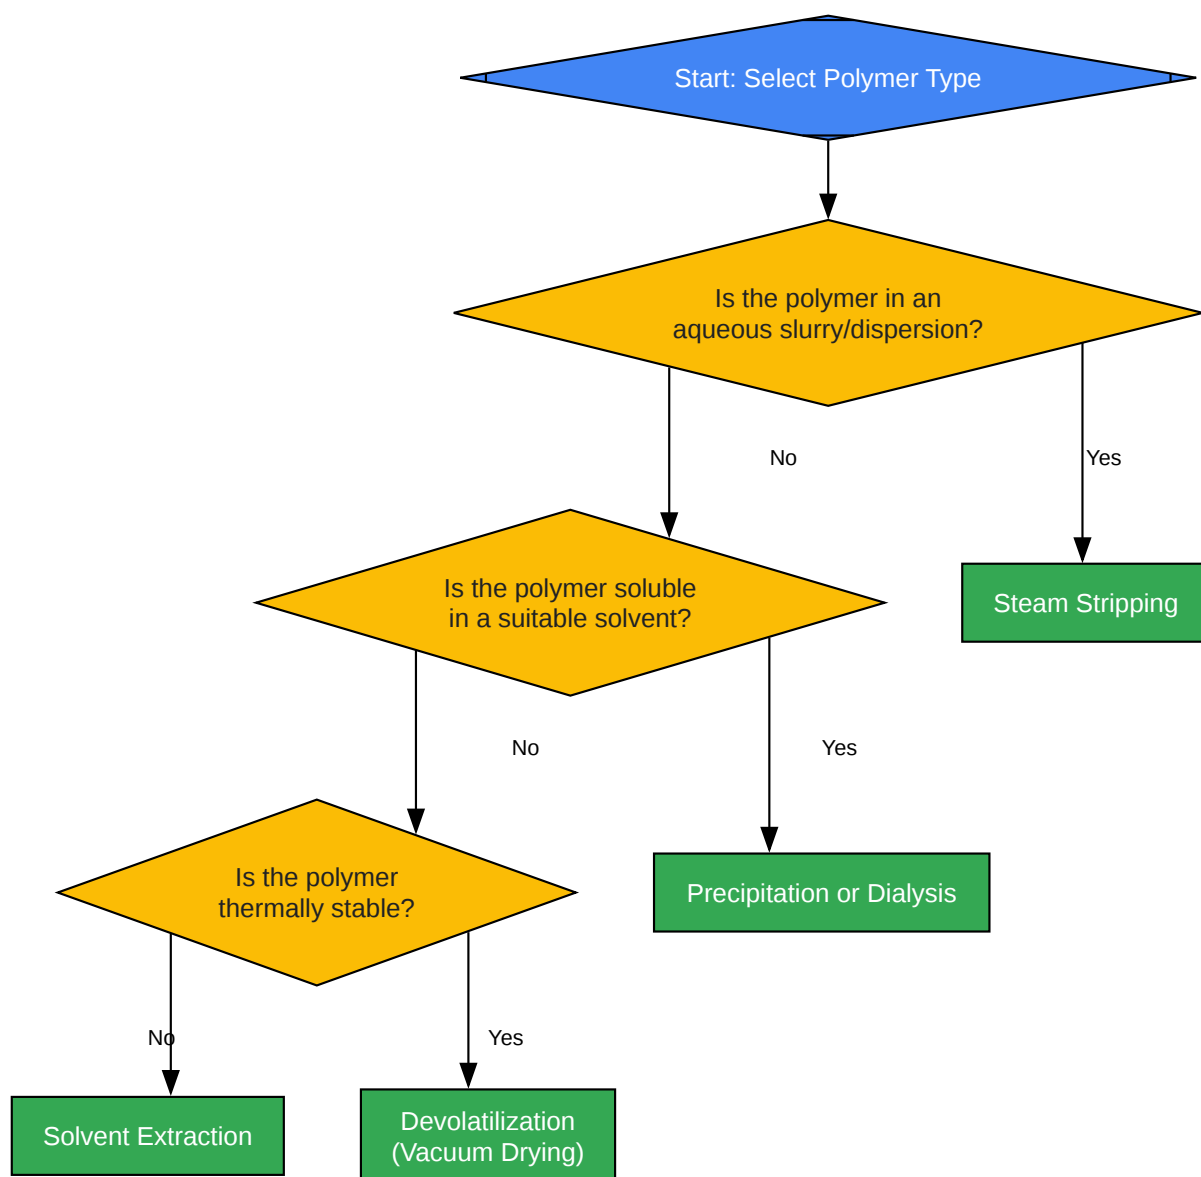 Start: Select Polymer Type
Is the polymer in an
aqueous slurry/dispersion?
No
Yes
Is the polymer soluble
in a suitable solvent?
Steam Stripping
No
Yes
Is the polymer
thermally stable?
Precipitation or Dialysis
No
Yes
Solvent Extraction
Devolatilization
(Vacuum Drying)